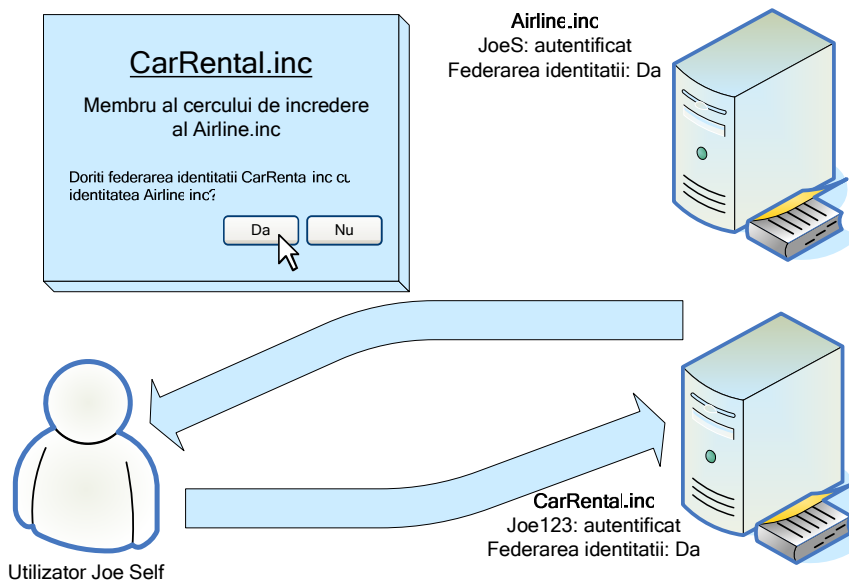 CarRental.inc
Membru al cercului de incredere
al Airline.inc
Doriti federarea identitatii CarRental inc cu
identitatea Airline inc?
Da
Nu
Airline.inc
JoeS: autentificat
Federarea identitatii: Da
CarRental.inc
Joe123: autentificat
Federarea identitatii: Da
Utilizator Joe Self